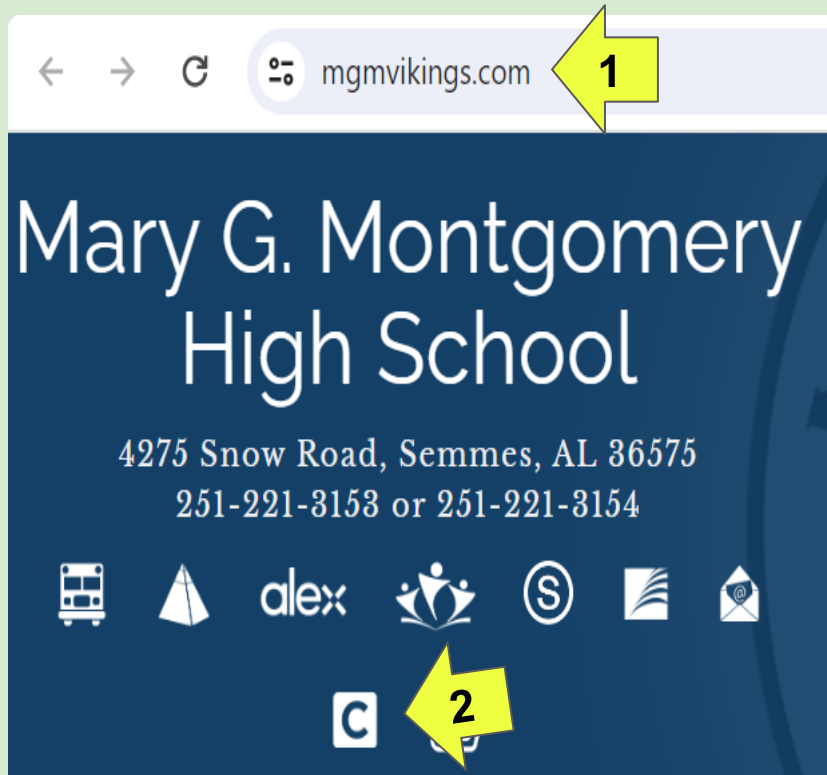 mgmvikings.com
1
Mary G. Montgomery
High School
4275 Snow Road, Semmes, AL 36575
251-221-3153 or 251-221-3154
alex S @
C 2